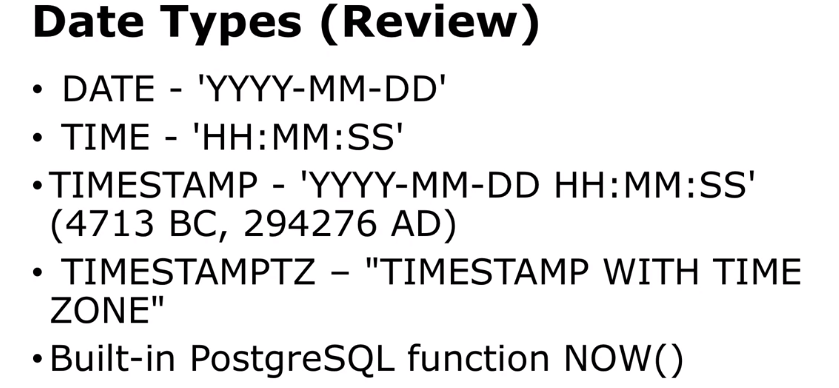 Date Types (Review)
• DATE - 'YYYY-MM-DD'
• TIME - 'HH:MM:SS'
• TIMESTAMP - 'YYYY-MM-DD HH:MM:SS'
(4713 BC, 294276 AD)
• TIMESTAMPTZ – "TIMESTAMP WITH TIME
ZONE"
• Built-in PostgreSQL function NOW()